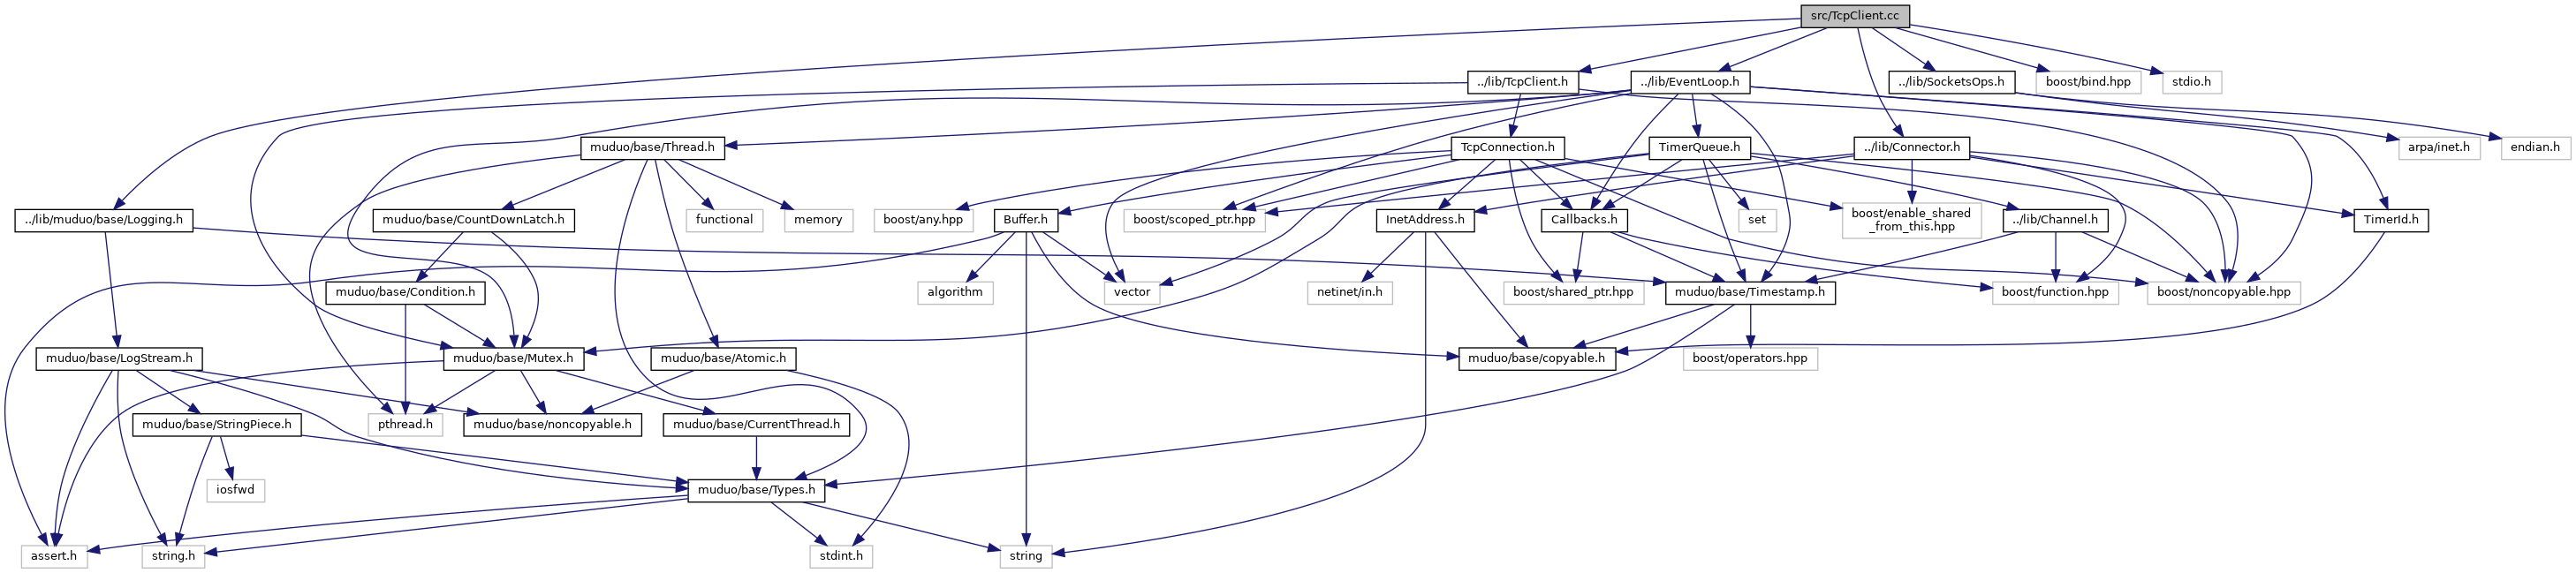 src/TcpClient.cc
../lib/TcpClient.h
../lib/EventLoop.h
../lib/SocketsOps.h
boost/bind.hpp
stdio.h
muduo/base/Thread.h
TcpConnection.h
TimerQueue.h
../lib/Connector.h
arpa/inet.h
endian.h
../lib/muduo/base/Logging.h
muduo/base/CountDownLatch.h
functional
memory
boost/any.hpp
Buffer.h
boost/scoped_ptr.hpp
InetAddress.h
Callbacks.h
set
boost/enable_shared
_from_this.hpp
../lib/Channel.h
TimerId.h
muduo/base/Condition.h
algorithm
vector
netinet/in.h
boost/shared_ptr.hpp
muduo/base/Timestamp.h
boost/function.hpp
boost/noncopyable.hpp
muduo/base/LogStream.h
muduo/base/Mutex.h
muduo/base/Atomic.h
muduo/base/copyable.h
boost/operators.hpp
muduo/base/StringPiece.h
pthread.h
muduo/base/noncopyable.h
muduo/base/CurrentThread.h
iosfwd
muduo/base/Types.h
assert.h
string.h
stdint.h
string